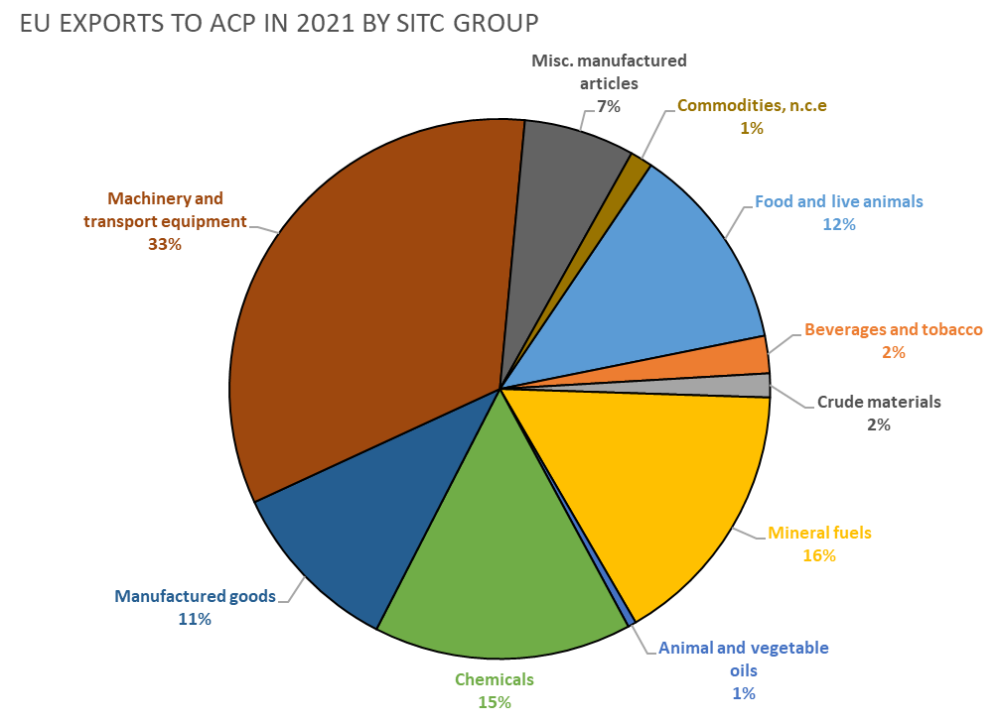 EU EXPORTS TO ACP IN 2021 BY SITC GROUP
Misc. manufactured
articles
7%
Commodities, n.c.e
1%
Food and live animals
12%
Beverages and tobacco
2%
Crude materials
2%
Mineral fuels
16%
Animal and vegetable
oils
1%
Chemicals
15%
Manufactured goods
11%
Machinery and
transport equipment
33%